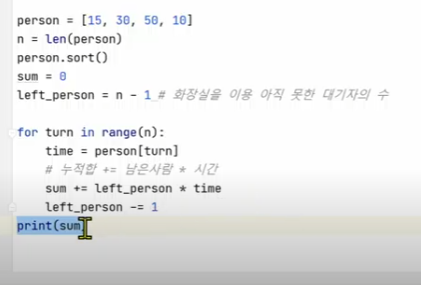 person = [15, 30, 50, 10]
n = len(person)
person.sort()
sum = 0
left_person = n - 1 # 화장실을 이용 아직 못한 대기자의 수
for turn in range(n):
time = person[turn]
# 누적합 += 남은사람 * 시간
sum += left_person * time
left_person -= 1
print(sum)